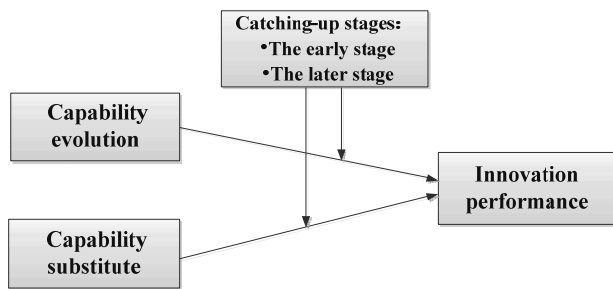 Catching-up stages:
•The early stage
•The later stage
Capability
evolution
Innovation
performance
Capability
substitute